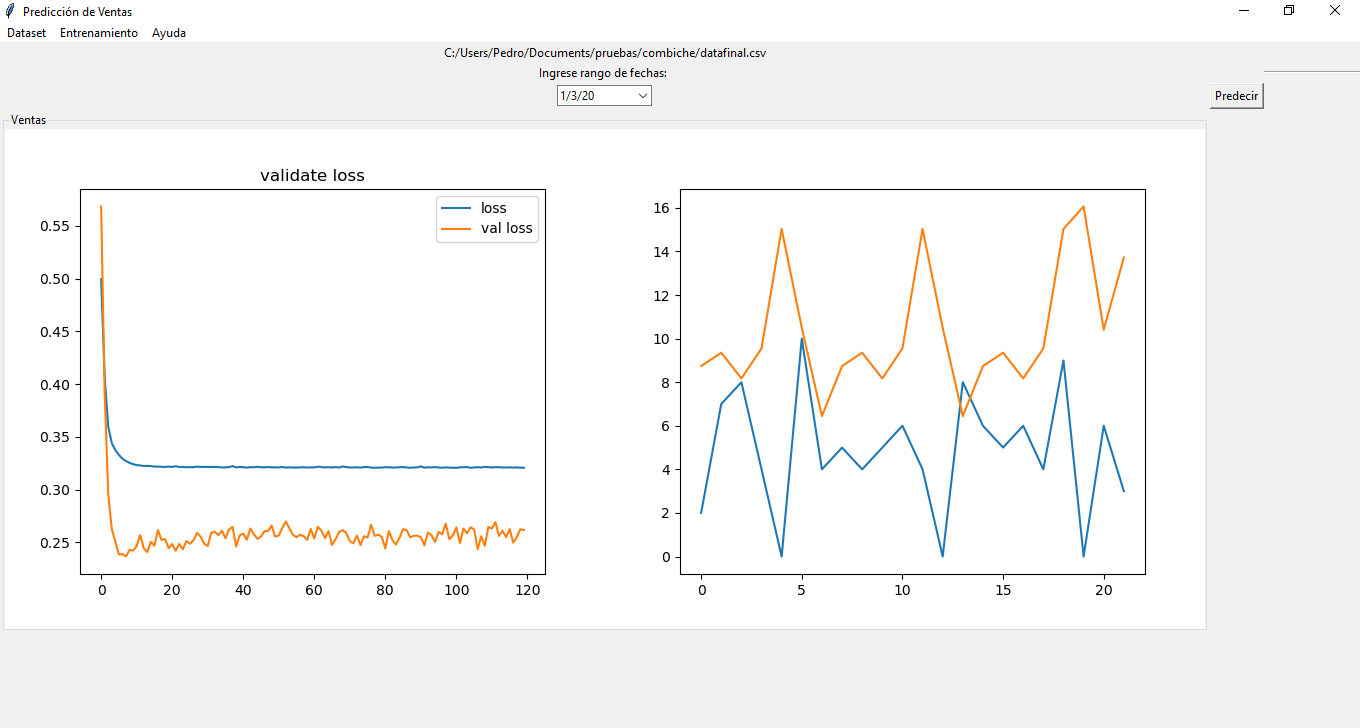 Predicción de Ventas
Dataset Entrenamiento Ayuda
C:/Users/Pedro/Documents/pruebas/combiche/datafinal.csv
Ingrese rango de fechas:
1/3/20
Predecir
Ventas
validate loss
loss
val loss
0.55
0.50
0.45
0.40
0.35
0.30
0.25
0 20 40 60 80 100 120
16
14
12
10
8
6
4
2
0
0 5 10 15 20